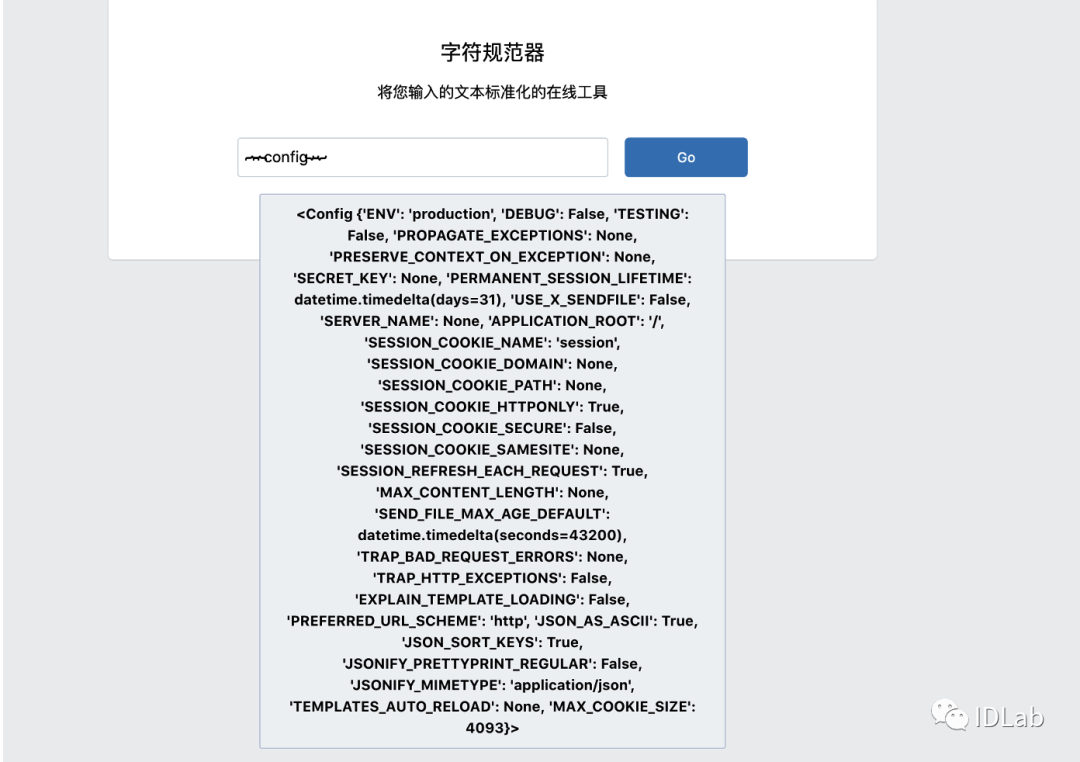 字符规范器
将您输入的文本标准化的在线工具
config
Go
<Config {'ENV': 'production', 'DEBUG': False, 'TESTING':
False, 'PROPAGATE_EXCEPTIONS': None,
'PRESERVE_CONTEXT_ON_EXCEPTION': None,
'SECRET_KEY': None, 'PERMANENT_SESSION_LIFETIME':
datetime.timedelta(days=31), 'USE_X_SENDFILE': False,
'SERVER_NAME': None, 'APPLICATION_ROOT': '/',
'SESSION_COOKIE_NAME': 'session',
'SESSION_COOKIE_DOMAIN': None,
'SESSION_COOKIE_PATH': None,
'SESSION_COOKIE_HTTPONLY': True,
'SESSION_COOKIE_SECURE': False,
'SESSION_COOKIE_SAMESITE': None,
'SESSION_REFRESH_EACH_REQUEST': True,
'MAX_CONTENT_LENGTH': None,
'SEND_FILE_MAX_AGE_DEFAULT':
datetime.timedelta(seconds=43200),
'TRAP_BAD_REQUEST_ERRORS': None,
'TRAP_HTTP_EXCEPTIONS': False,
'EXPLAIN_TEMPLATE_LOADING': False,
'PREFERRED_URL_SCHEME': 'http', 'JSON_AS_ASCII': True,
'JSON_SORT_KEYS': True,
'JSONIFY_PRETTYPRINT_REGULAR': False,
'JSONIFY_MIMETYPE': 'application/json',
'TEMPLATES_AUTO_RELOAD': None, 'MAX_COOKIE_SIZE':
4093}>
IDLab